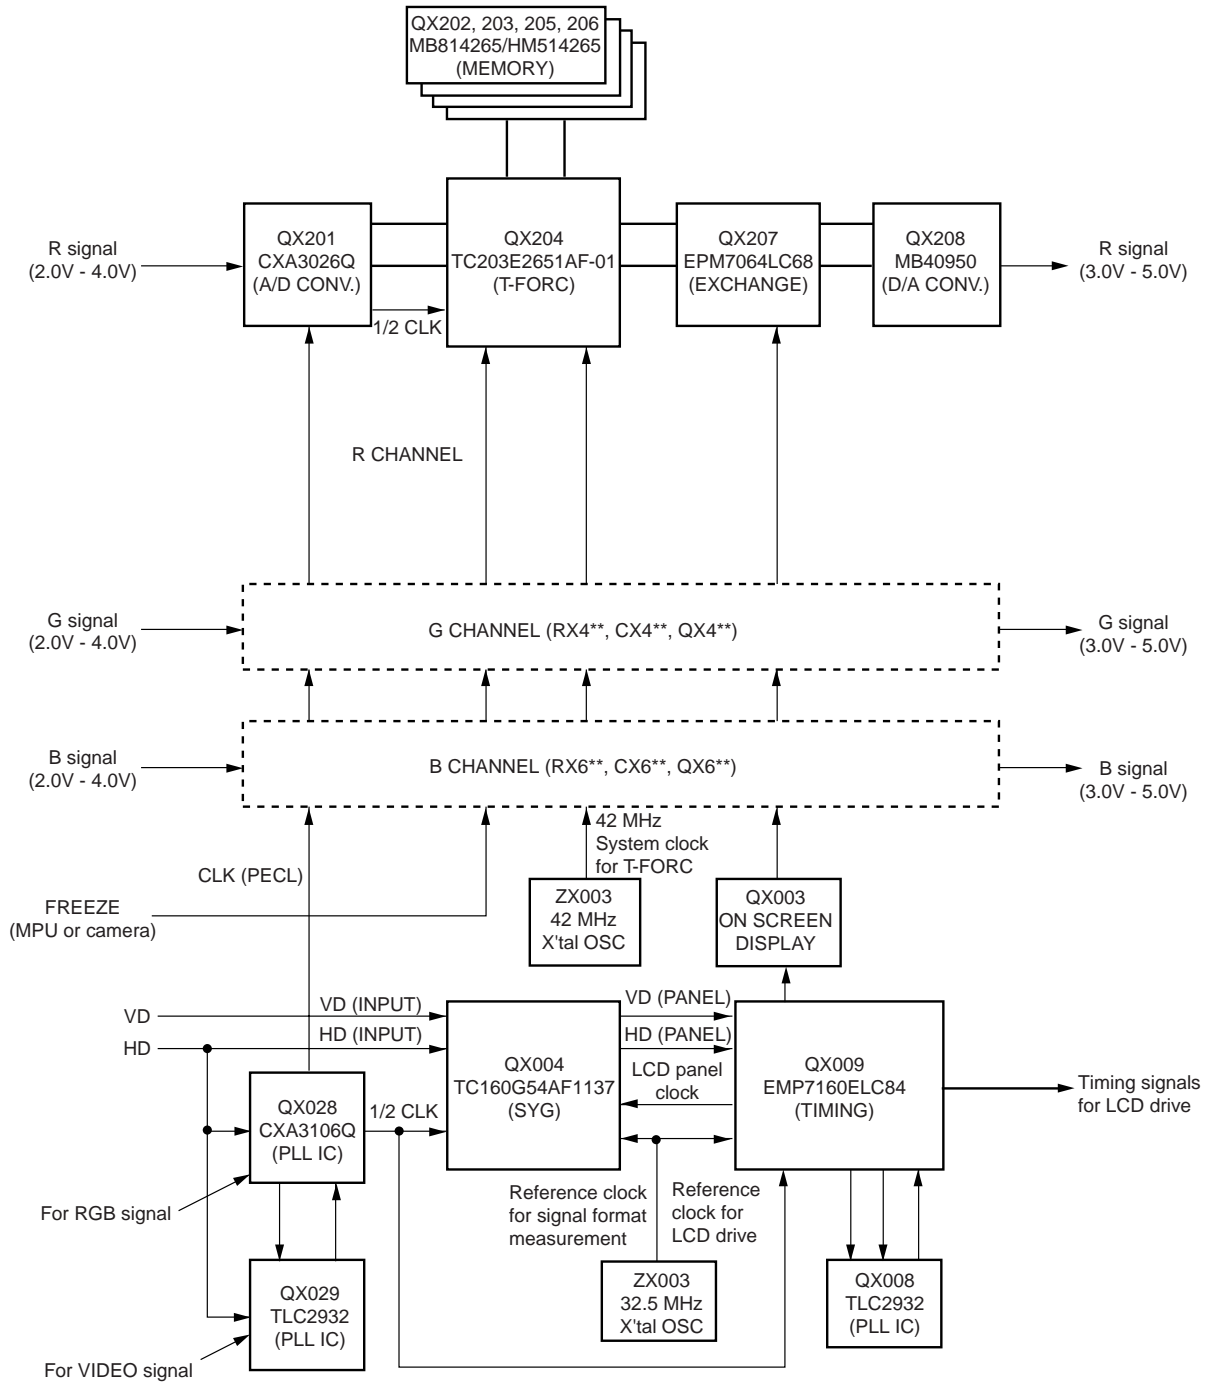 QX202, 203, 205, 206
MB814265/HM514265
(MEMORY)
R signal
(2.0V - 4.0V)
QX201
CXA3026Q
(A/D CONV.)
1/2 CLK
QX204
TC203E2651AF-01
(T-FORC)
QX207
EPM7064LC68
(EXCHANGE)
QX208
MB40950
(D/A CONV.)
R signal
(3.0V - 5.0V)
R CHANNEL
G signal
(2.0V - 4.0V)
G CHANNEL (RX4**, CX4**, QX4**)
G signal
(3.0V - 5.0V)
B signal
(2.0V - 4.0V)
B CHANNEL (RX6**, CX6**, QX6**)
B signal
(3.0V - 5.0V)
42 MHz
System clock
for T-FORC
CLK (PECL)
FREEZE
(MPU or camera)
ZX003
42 MHz
X'tal OSC
QX003
ON SCREEN
DISPLAY
VD
VD (INPUT)
VD (PANEL)
HD
HD (INPUT)
HD (PANEL)
QX004
TC160G54AF1137
(SYG)
LCD panel
clock
QX009
EMP7160ELC84
(TIMING)
Timing signals
for LCD drive
QX028
CXA3106Q
(PLL IC)
1/2 CLK
For RGB signal
Reference clock
for signal format
measurement
Reference
clock for
LCD drive
QX029
TLC2932
(PLL IC)
ZX003
32.5 MHz
X'tal OSC
QX008
TLC2932
(PLL IC)
For VIDEO signal